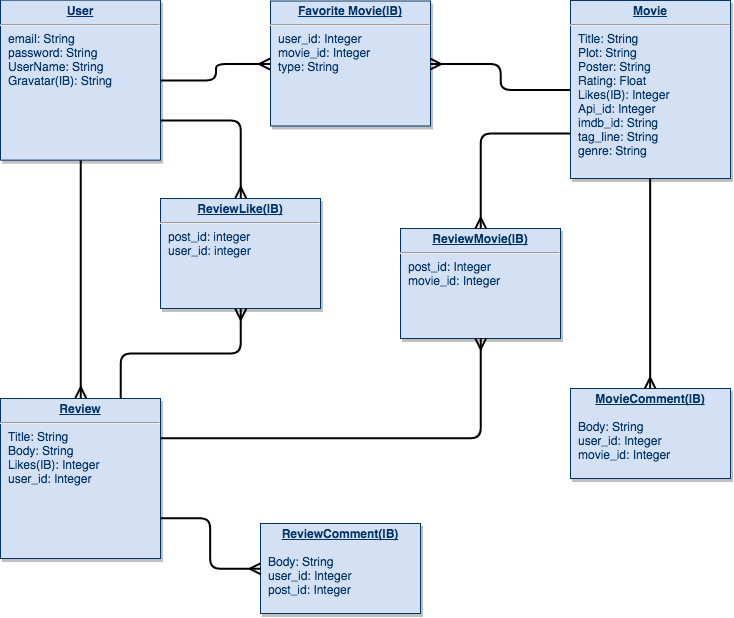 User
email: String
password: String
UserName: String
Gravatar(IB): String
Favorite Movie(IB)
user_id: Integer
movie_id: Integer
type: String
Movie
Title: String
Plot: String
Poster: String
Rating: Float
Likes(IB): Integer
Api_id: Integer
imdb_id: String
tag_line: String
genre: String
ReviewLike(IB)
post_id: integer
user_id: integer
ReviewMovie(IB)
post_id: Integer
movie_id: Integer
Review
Title: String
Body: String
Likes(IB): Integer
user_id: Integer
MovieComment(IB)
Body: String
user_id: Integer
movie_id: Integer
ReviewComment(IB)
Body: String
user_id: Integer
post_id: Integer